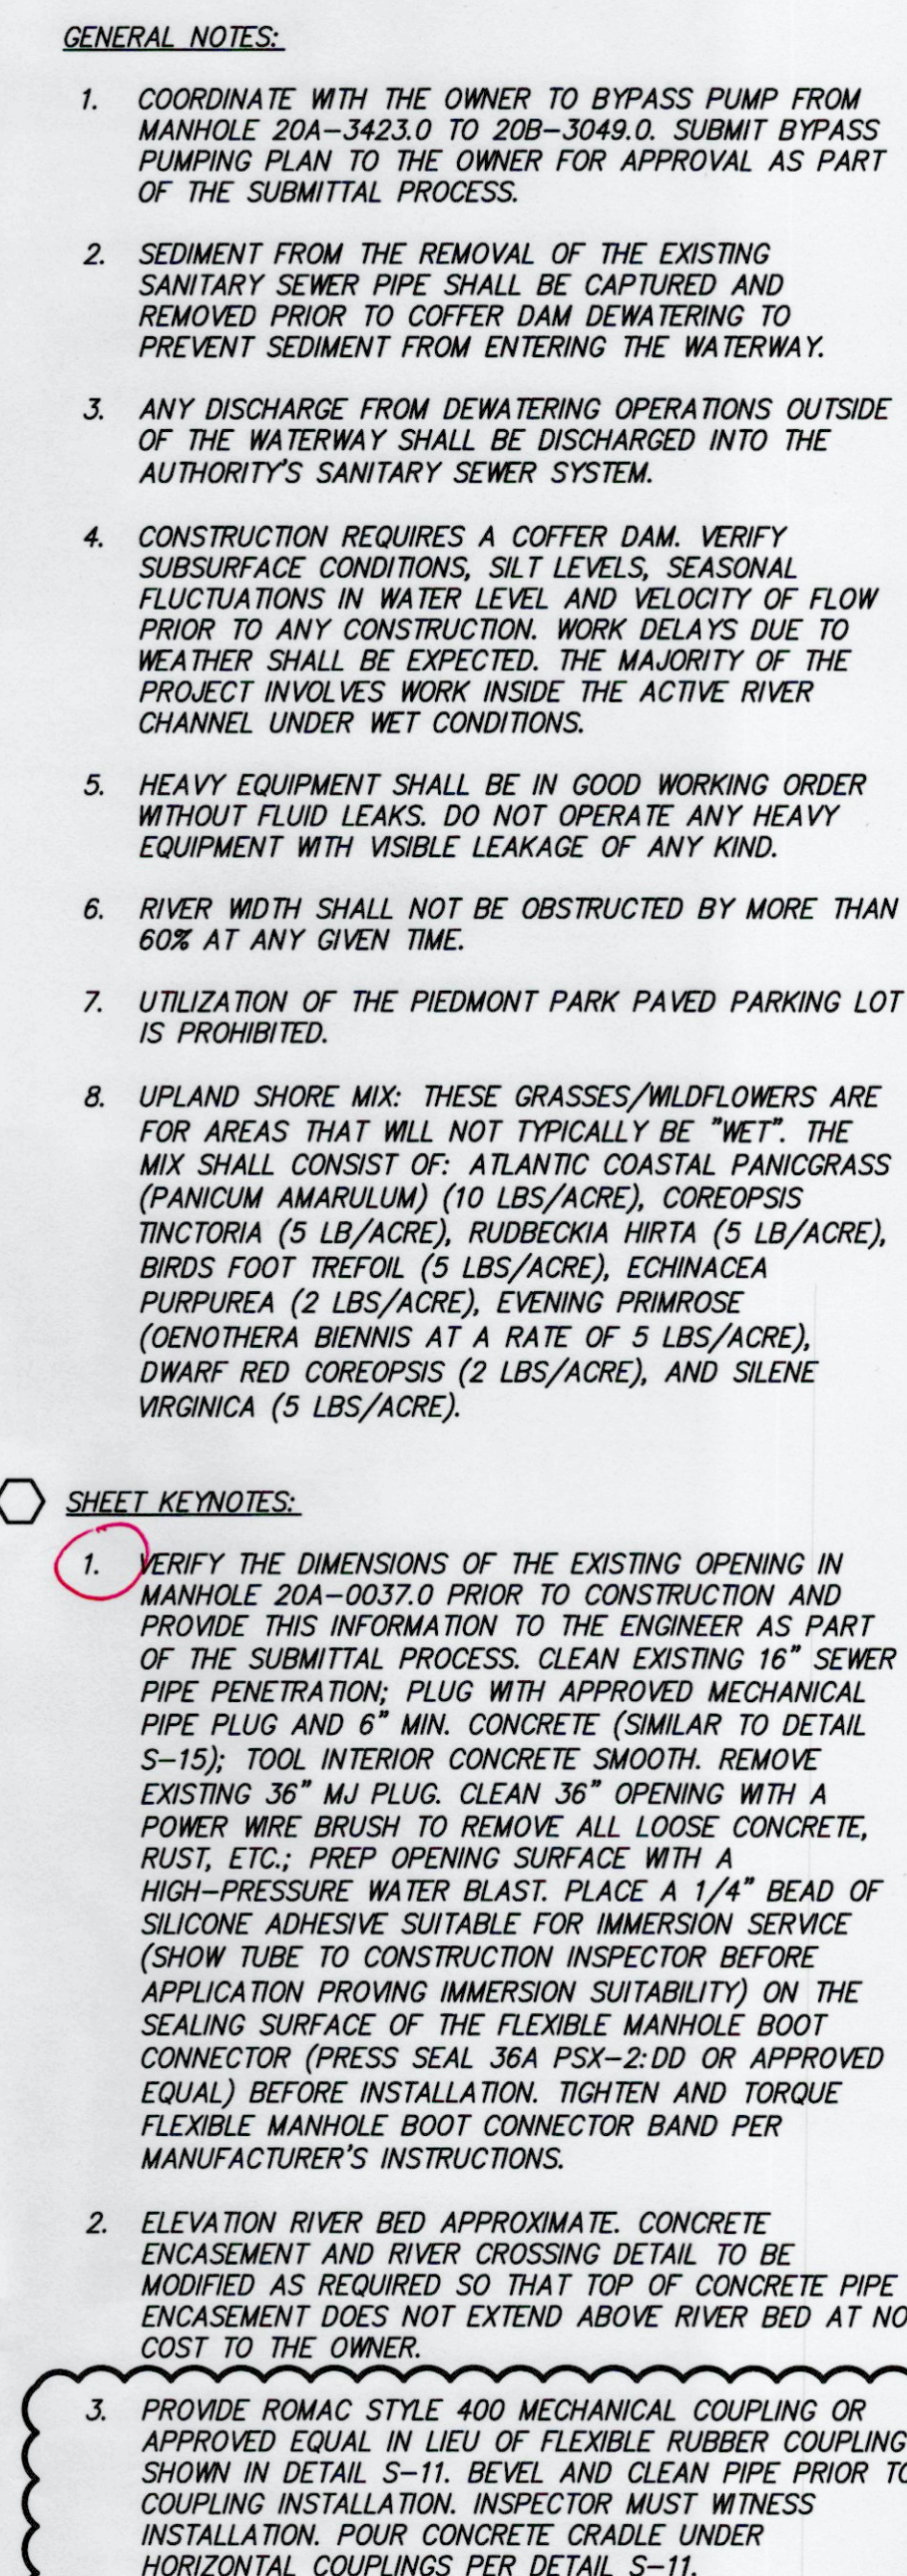 GENERAL NOTES:
1. COORDINATE WITH THE OWNER TO BYPASS PUMP FROM
MANHOLE 20A-3423.0 TO 20B-3049.0. SUBMIT BYPASS
PUMPING PLAN TO THE OWNER FOR APPROVAL AS PART
OF THE SUBMITTAL PROCESS.
2. SEDIMENT FROM THE REMOVAL OF THE EXISTING
SANITARY SEWER PIPE SHALL BE CAPTURED AND
REMOVED PRIOR TO COFFER DAM DEWATERING TO
PREVENT SEDIMENT FROM ENTERING THE WATERWAY.
3. ANY DISCHARGE FROM DEWATERING OPERATIONS OUTSIDE
OF THE WATERWAY SHALL BE DISCHARGED INTO THE
AUTHORITY'S SANITARY SEWER SYSTEM.
4. CONSTRUCTION REQUIRES A COFFER DAM. VERIFY
SUBSURFACE CONDITIONS, SILT LEVELS, SEASONAL
FLUCTUATIONS IN WATER LEVEL AND VELOCITY OF FLOW
PRIOR TO ANY CONSTRUCTION. WORK DELAYS DUE TO
WEATHER SHALL BE EXPECTED. THE MAJORITY OF THE
PROJECT INVOLVES WORK INSIDE THE ACTIVE RIVER
CHANNEL UNDER WET CONDITIONS.
5. HEAVY EQUIPMENT SHALL BE IN GOOD WORKING ORDER
WITHOUT FLUID LEAKS. DO NOT OPERATE ANY HEAVY
EQUIPMENT WITH VISIBLE LEAKAGE OF ANY KIND.
6. RIVER WIDTH SHALL NOT BE OBSTRUCTED BY MORE THAN
60% AT ANY GIVEN TIME.
7. UTILIZATION OF THE PIEDMONT PARK PAVED PARKING LOT
IS PROHIBITED.
8. UPLAND SHORE MIX: THESE GRASSES/WILDFLOWERS ARE
FOR AREAS THAT WILL NOT TYPICALLY BE "WET". THE
MIX SHALL CONSIST OF: ATLANTIC COASTAL PANICGRASS
(PANICUM AMARULUM) (10 LBS/ACRE), COREOPSIS
TINCTORIA (5 LB/ACRE), RUDBECKIA HIRTA (5 LB/ACRE),
BIRDS FOOT TREFOIL (5 LBS/ACRE), ECHINACEA
PURPUREA (2 LBS/ACRE), EVENING PRIMROSE
(OENOTHERA BIENNIS AT A RATE OF 5 LBS/ACRE),
DWARF RED COREOPSIS (2 LBS/ACRE), AND SILENE
VIRGINICA (5 LBS/ACRE).
SHEET KEYNOTES:
1. VERIFY THE DIMENSIONS OF THE EXISTING OPENING IN
MANHOLE 20A-0037.0 PRIOR TO CONSTRUCTION AND
PROVIDE THIS INFORMATION TO THE ENGINEER AS PART
OF THE SUBMITTAL PROCESS. CLEAN EXISTING 16" SEWER
PIPE PENETRATION; PLUG WITH APPROVED MECHANICAL
PIPE PLUG AND 6" MIN. CONCRETE (SIMILAR TO DETAIL
S-15); TOOL INTERIOR CONCRETE SMOOTH. REMOVE
EXISTING 36" MJ PLUG. CLEAN 36" OPENING WITH A
POWER WIRE BRUSH TO REMOVE ALL LOOSE CONCRETE,
RUST, ETC.; PREP OPENING SURFACE WITH A
HIGH-PRESSURE WATER BLAST. PLACE A 1/4" BEAD OF
SILICONE ADHESIVE SUITABLE FOR IMMERSION SERVICE
(SHOW TUBE TO CONSTRUCTION INSPECTOR BEFORE
APPLICATION PROVING IMMERSION SUITABILITY) ON THE
SEALING SURFACE OF THE FLEXIBLE MANHOLE BOOT
CONNECTOR (PRESS SEAL 36A PSX-2:DD OR APPROVED
EQUAL) BEFORE INSTALLATION. TIGHTEN AND TORQUE
FLEXIBLE MANHOLE BOOT CONNECTOR BAND PER
MANUFACTURER'S INSTRUCTIONS.
2. ELEVATION RIVER BED APPROXIMATE. CONCRETE
ENCASEMENT AND RIVER CROSSING DETAIL TO BE
MODIFIED AS REQUIRED SO THAT TOP OF CONCRETE PIPE
ENCASEMENT DOES NOT EXTEND ABOVE RIVER BED AT NO
COST TO THE OWNER.
3. PROVIDE ROMAC STYLE 400 MECHANICAL COUPLING OR
APPROVED EQUAL IN LIEU OF FLEXIBLE RUBBER COUPLING
SHOWN IN DETAIL S-11. BEVEL AND CLEAN PIPE PRIOR TO
COUPLING INSTALLATION. INSPECTOR MUST WITNESS
INSTALLATION. POUR CONCRETE CRADLE UNDER
HORIZONTAL COUPLINGS PER DETAIL S-11.